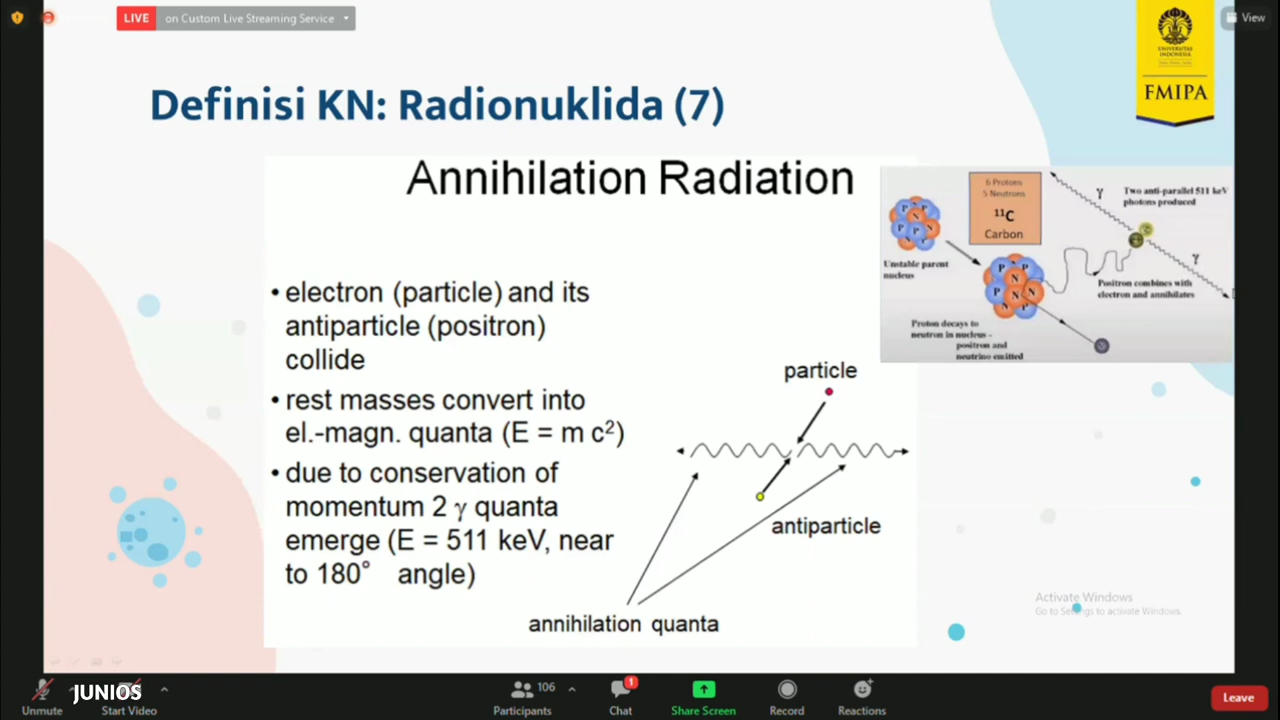 LIVE on Custom Live Streaming Service
View
UNIVERSITAS
INDONESIA
FMIPA
Definisi KN: Radionuklida (7)
Annihilation Radiation
• electron (particle) and its
antiparticle (positron)
collide
• rest masses convert into
el.-magn. quanta (E = m c²)
• due to conservation of
momentum 2 γ quanta
emerge (E = 511 keV, near
to 180° angle)
particle
antiparticle
annihilation quanta
6 Protons
5 Neutrons
¹¹C
Carbon
γ
Two anti-parallel 511 keV
photons produced
P N P
N
P P N
N
Unstable parent
nucleus
P P
N
P N N
N P
γ
Positron combines with
electron and annihilates
Proton decays to
neutron in nucleus -
positron and
neutrino emitted
Activate Windows
Go to Settings to activate Windows.
JUNIOS
Unmute
Start Video
106
Participants
1
Chat
Share Screen
Record
Reactions
Leave